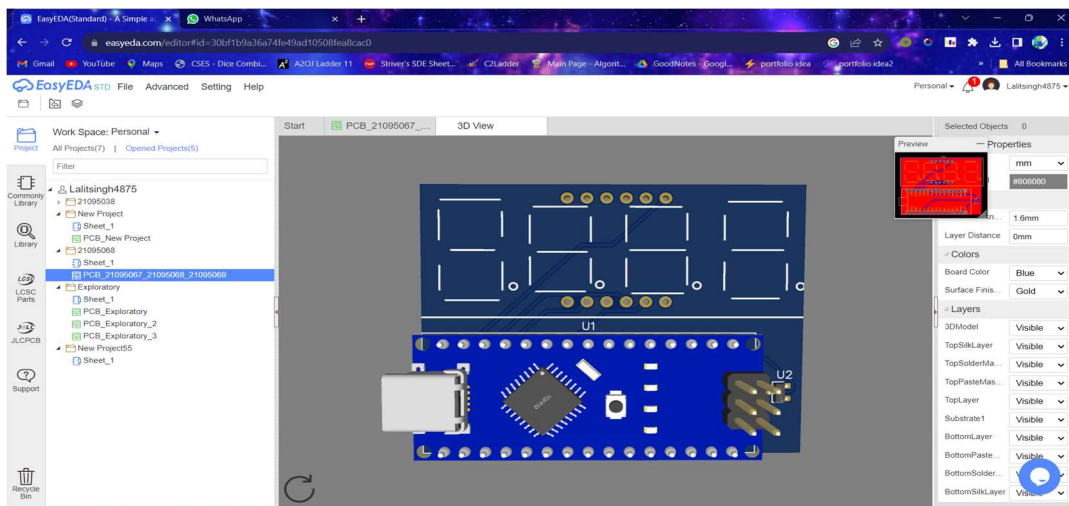 EasyEDA(Standard) - A Simple a
WhatsApp
easyeda.com/editor#id=30bf1b9a36a74fe49ad10508fea8cac0
Gmail YouTube Maps CSES - Dice Combi... A2OJ Ladder 11 Striver's SDE Sheet... C2Ladder Main Page - Algorit... GoodNotes - Googl... portfolio idea portfolio idea2 » All Bookmarks
EasyEDA STD File Advanced Setting Help
Personal 1 Lalitsingh4875
Project
Commonly Library
Library
LCSC
LCSC Parts
JLC
JLCPCB
Support
Recycle Bin
Work Space: Personal
All Projects(7) | Opened Projects(5)
Filter
Lalitsingh4875
21095038
New Project
Sheet_1
PCB_New Project
21095068
Sheet_1
PCB_21095067_21095068_21095069
Exploratory
Sheet_1
PCB_Exploratory
PCB_Exploratory_2
PCB_Exploratory_3
New Project55
Sheet_1
Start PCB_21095067_... 3D View
U1
U2
TQFP32
Selected Objects 0
Preview
Properties
mm
#808080
1.6mm
Layer Distance 0mm
Colors
Board Color Blue
Surface Finis... Gold
Layers
3DModel Visible
TopSilkLayer Visible
TopSolderMa... Visible
TopPasteMas... Visible
TopLayer Visible
Substrate1 Visible
BottomLayer Visible
BottomPaste... Visible
BottomSolder...
BottomSilkLayer Visible